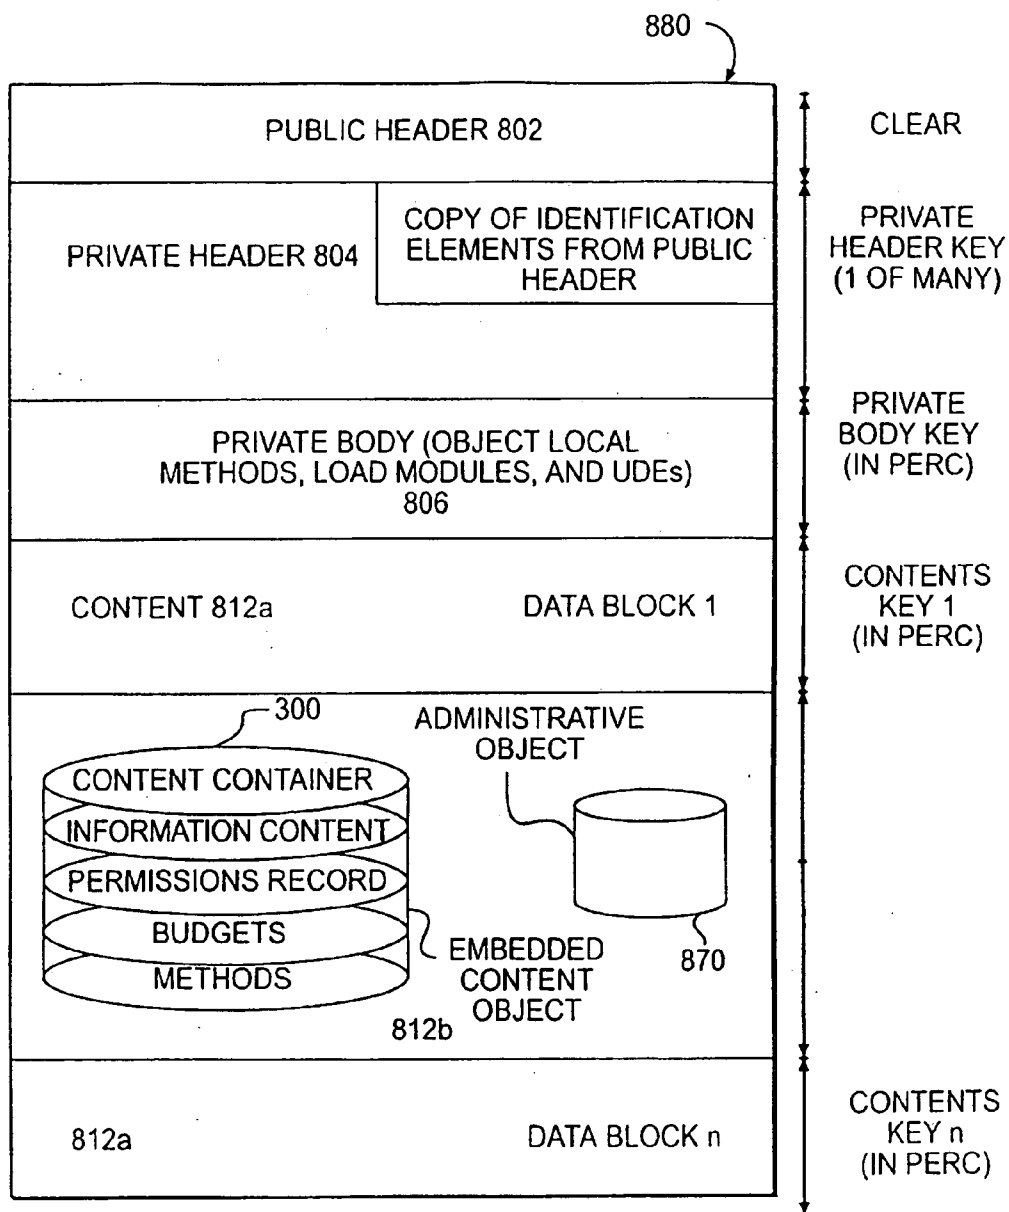 880
PUBLIC HEADER 802
CLEAR
PRIVATE HEADER 804
COPY OF IDENTIFICATION
ELEMENTS FROM PUBLIC
HEADER
PRIVATE
HEADER KEY
(1 OF MANY)
PRIVATE BODY (OBJECT LOCAL
METHODS, LOAD MODULES, AND UDEs)
806
PRIVATE
BODY KEY
(IN PERC)
CONTENT 812a
DATA BLOCK 1
CONTENTS
KEY 1
(IN PERC)
300
CONTENT CONTAINER
INFORMATION CONTENT
PERMISSIONS RECORD
BUDGETS
METHODS
ADMINISTRATIVE
OBJECT
870
EMBEDDED
CONTENT
OBJECT
812b
812a
DATA BLOCK n
CONTENTS
KEY n
(IN PERC)